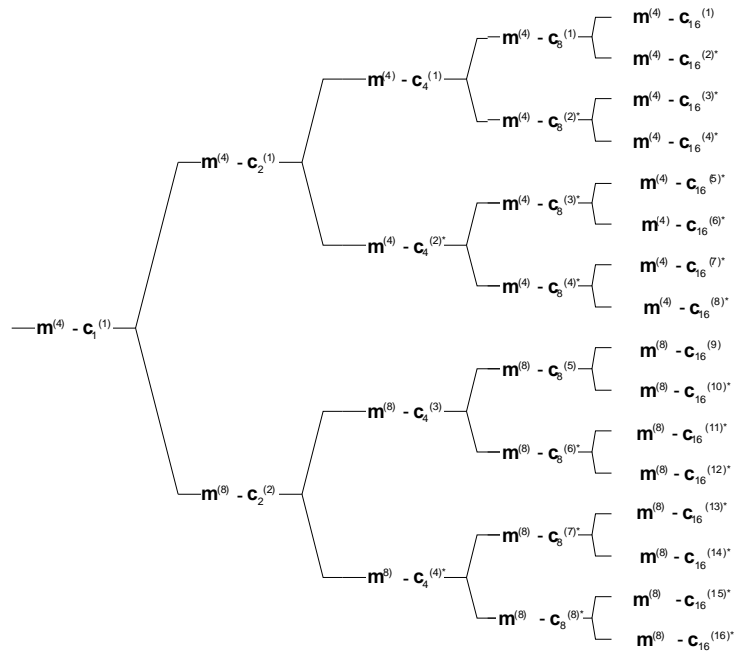 m⁽⁴⁾ - c₁⁽¹⁾
m⁽⁴⁾ - c₂⁽¹⁾
m⁽⁸⁾ - c₂⁽²⁾
m⁽⁴⁾ - c₄⁽¹⁾
m⁽⁴⁾ - c₄⁽²⁾*
m⁽⁸⁾ - c₄⁽³⁾
m⁸⁾ - c₄⁽⁴⁾*
m⁽⁴⁾ - c₈⁽¹⁾
m⁽⁴⁾ - c₈⁽²⁾*
m⁽⁴⁾ - c₈⁽³⁾*
m⁽⁴⁾ - c₈⁽⁴⁾*
m⁽⁸⁾ - c₈⁽⁵⁾
m⁽⁸⁾ - c₈⁽⁶⁾*
m⁽⁸⁾ - c₈⁽⁷⁾*
m⁽⁸⁾ - c₈⁽⁸⁾*
m⁽⁴⁾ - c₁₆⁽¹⁾
m⁽⁴⁾ - c₁₆⁽²⁾*
m⁽⁴⁾ - c₁₆⁽³⁾*
m⁽⁴⁾ - c₁₆⁽⁴⁾*
m⁽⁴⁾ - c₁₆⁽⁵⁾*
m⁽⁴⁾ - c₁₆⁽⁶⁾*
m⁽⁴⁾ - c₁₆⁽⁷⁾*
m⁽⁴⁾ - c₁₆⁽⁸⁾*
m⁽⁸⁾ - c₁₆⁽⁹⁾
m⁽⁸⁾ - c₁₆⁽¹⁰⁾*
m⁽⁸⁾ - c₁₆⁽¹¹⁾*
m⁽⁸⁾ - c₁₆⁽¹²⁾*
m⁽⁸⁾ - c₁₆⁽¹³⁾*
m⁽⁸⁾ - c₁₆⁽¹⁴⁾*
m⁽⁸⁾ - c₁₆⁽¹⁵⁾*
m⁽⁸⁾ - c₁₆⁽¹⁶⁾*